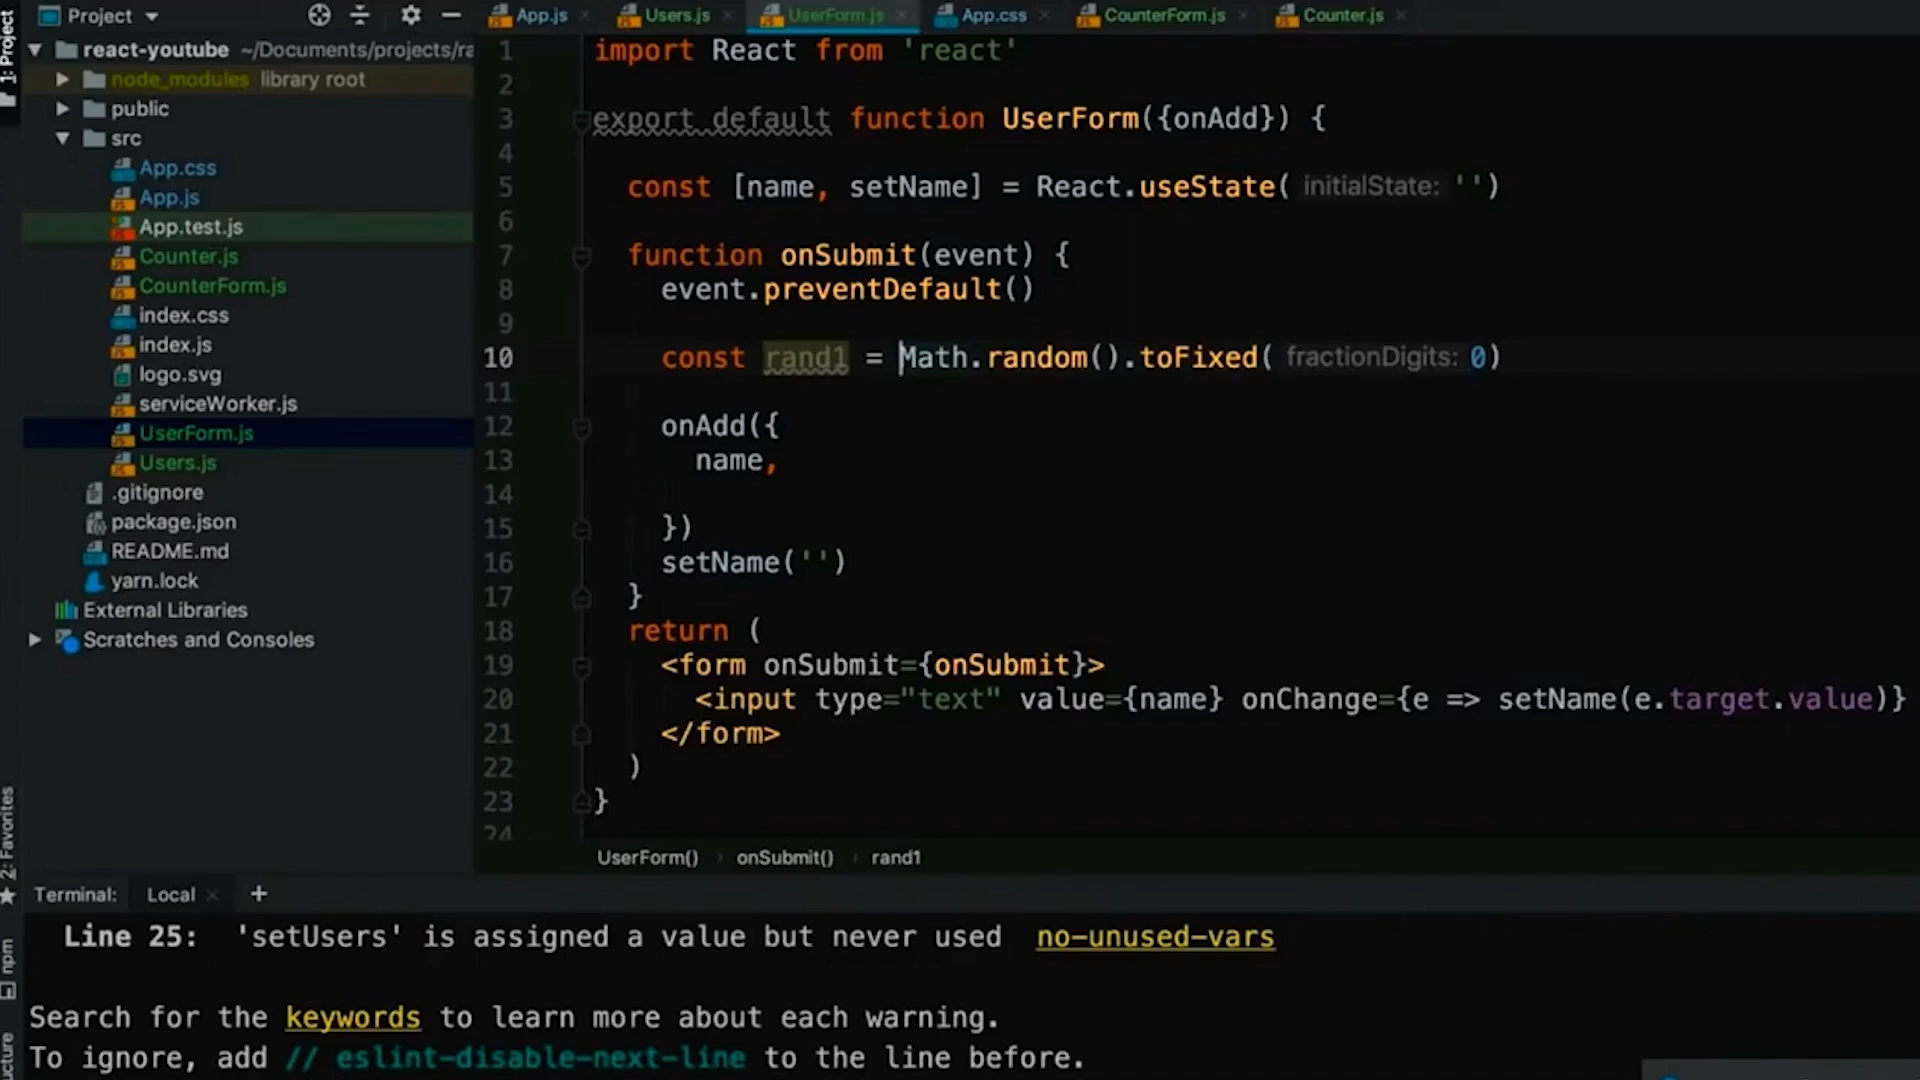 Project
App.js
Users.js
UserForm.js
App.css
CounterForm.js
Counter.js
1: Project
react-youtube ~/Documents/projects/ra
node_modules library root
public
src
App.css
App.js
App.test.js
Counter.js
CounterForm.js
index.css
index.js
logo.svg
serviceWorker.js
UserForm.js
Users.js
.gitignore
package.json
README.md
yarn.lock
External Libraries
Scratches and Consoles
1 import React from 'react'
2
3 export default function UserForm({onAdd}) {
4
5 const [name, setName] = React.useState( initialState: '')
6
7 function onSubmit(event) {
8 event.preventDefault()
9
10 const rand1 = Math.random().toFixed( fractionDigits: 0)
11
12 onAdd({
13 name,
14
15 })
16 setName('')
17 }
18 return (
19 <form onSubmit={onSubmit}>
20 <input type="text" value={name} onChange={e => setName(e.target.value)}
21 </form>
22 )
23 }
24
UserForm() › onSubmit() › rand1
2: Favorites
npm
Terminal: Local +
Line 25: 'setUsers' is assigned a value but never used no-unused-vars
Search for the keywords to learn more about each warning.
To ignore, add // eslint-disable-next-line to the line before.